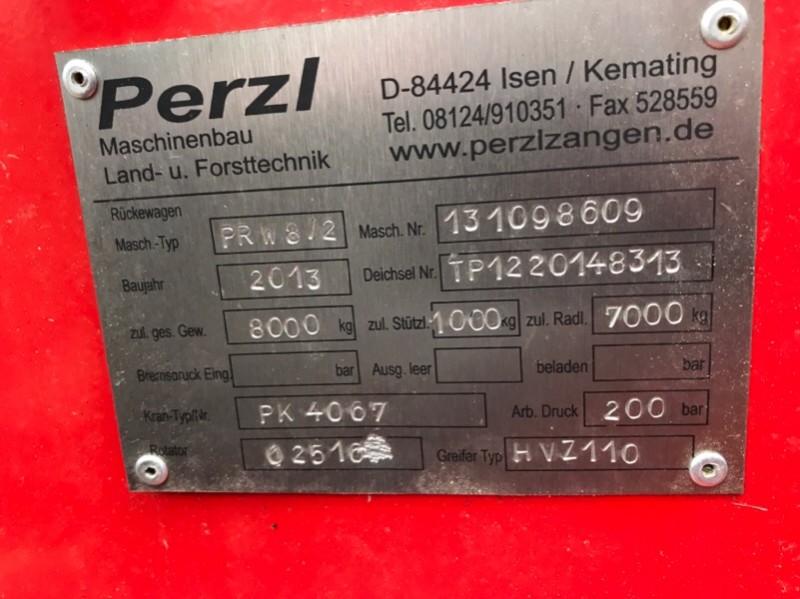 Perzl
Maschinenbau
Land- u. Forsttechnik
D-84424 Isen / Kemating
Tel. 08124/910351 · Fax 528559
www.perzlzangen.de
Rückewagen
Masch.-Typ PRW8/2 Masch. Nr. 131098609
Baujahr 2013 Deichsel Nr. TP1220148313
zul. ges. Gew. 8000 kg zul. Stützl. 1000 kg zul. Radl. 7000 kg
Bremsdruck Eing. bar Ausg. leer beladen bar
Kran-Typ/Nr. PK 4067 Arb. Druck 200 bar
Rotator Greifer Typ HVZ110